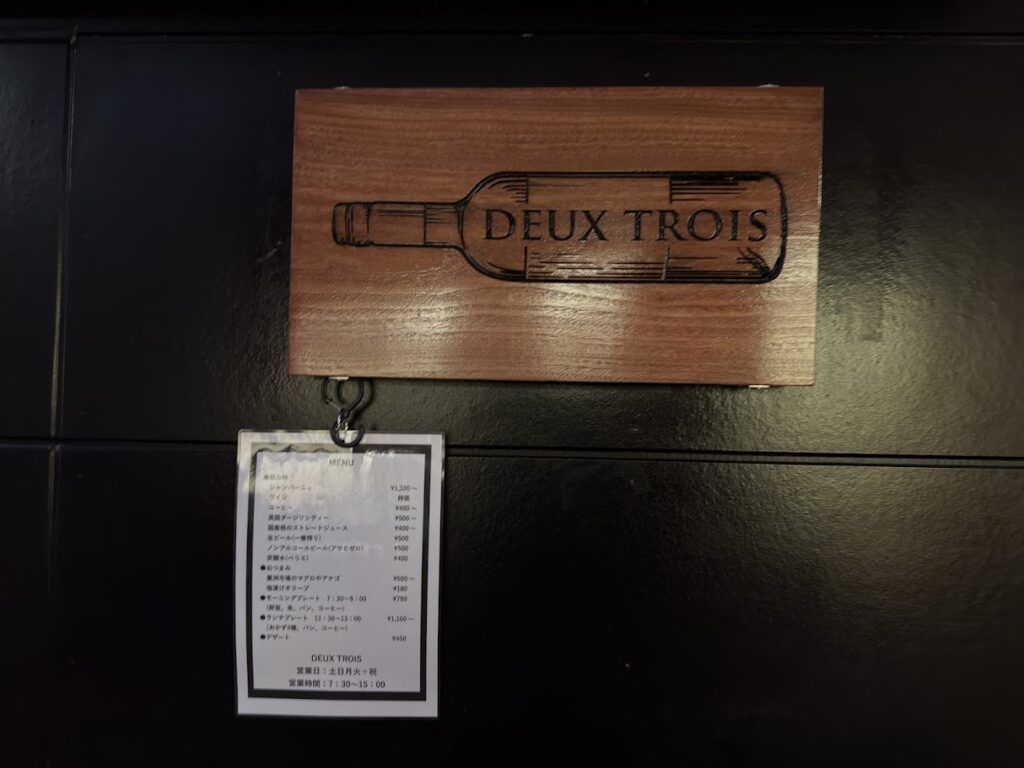 DEUX TROIS
MENU
●飲み物
シャンパーニュ ¥1,100～
ワイン 時価
コーヒー ¥400～
英国ダージリンティー ¥500～
国産桃のストレートジュース ¥400～
生ビール(一番搾り) ¥500
ノンアルコールビール(アサヒゼロ) ¥500
炭酸水(ペリエ) ¥400
●おつまみ
豊洲市場のマグロやアナゴ ¥500～
塩漬けオリーブ ¥180
●モーニングプレート 7:30～9:00 ¥750
(野菜、魚、パン、コーヒー)
●ランチプレート 11:30～13:00 ¥1,100～
(おかず4種、パン、コーヒー)
●デザート ¥450
DEUX TROIS
営業日：土日月火＋祝
営業時間：7：30～15：00